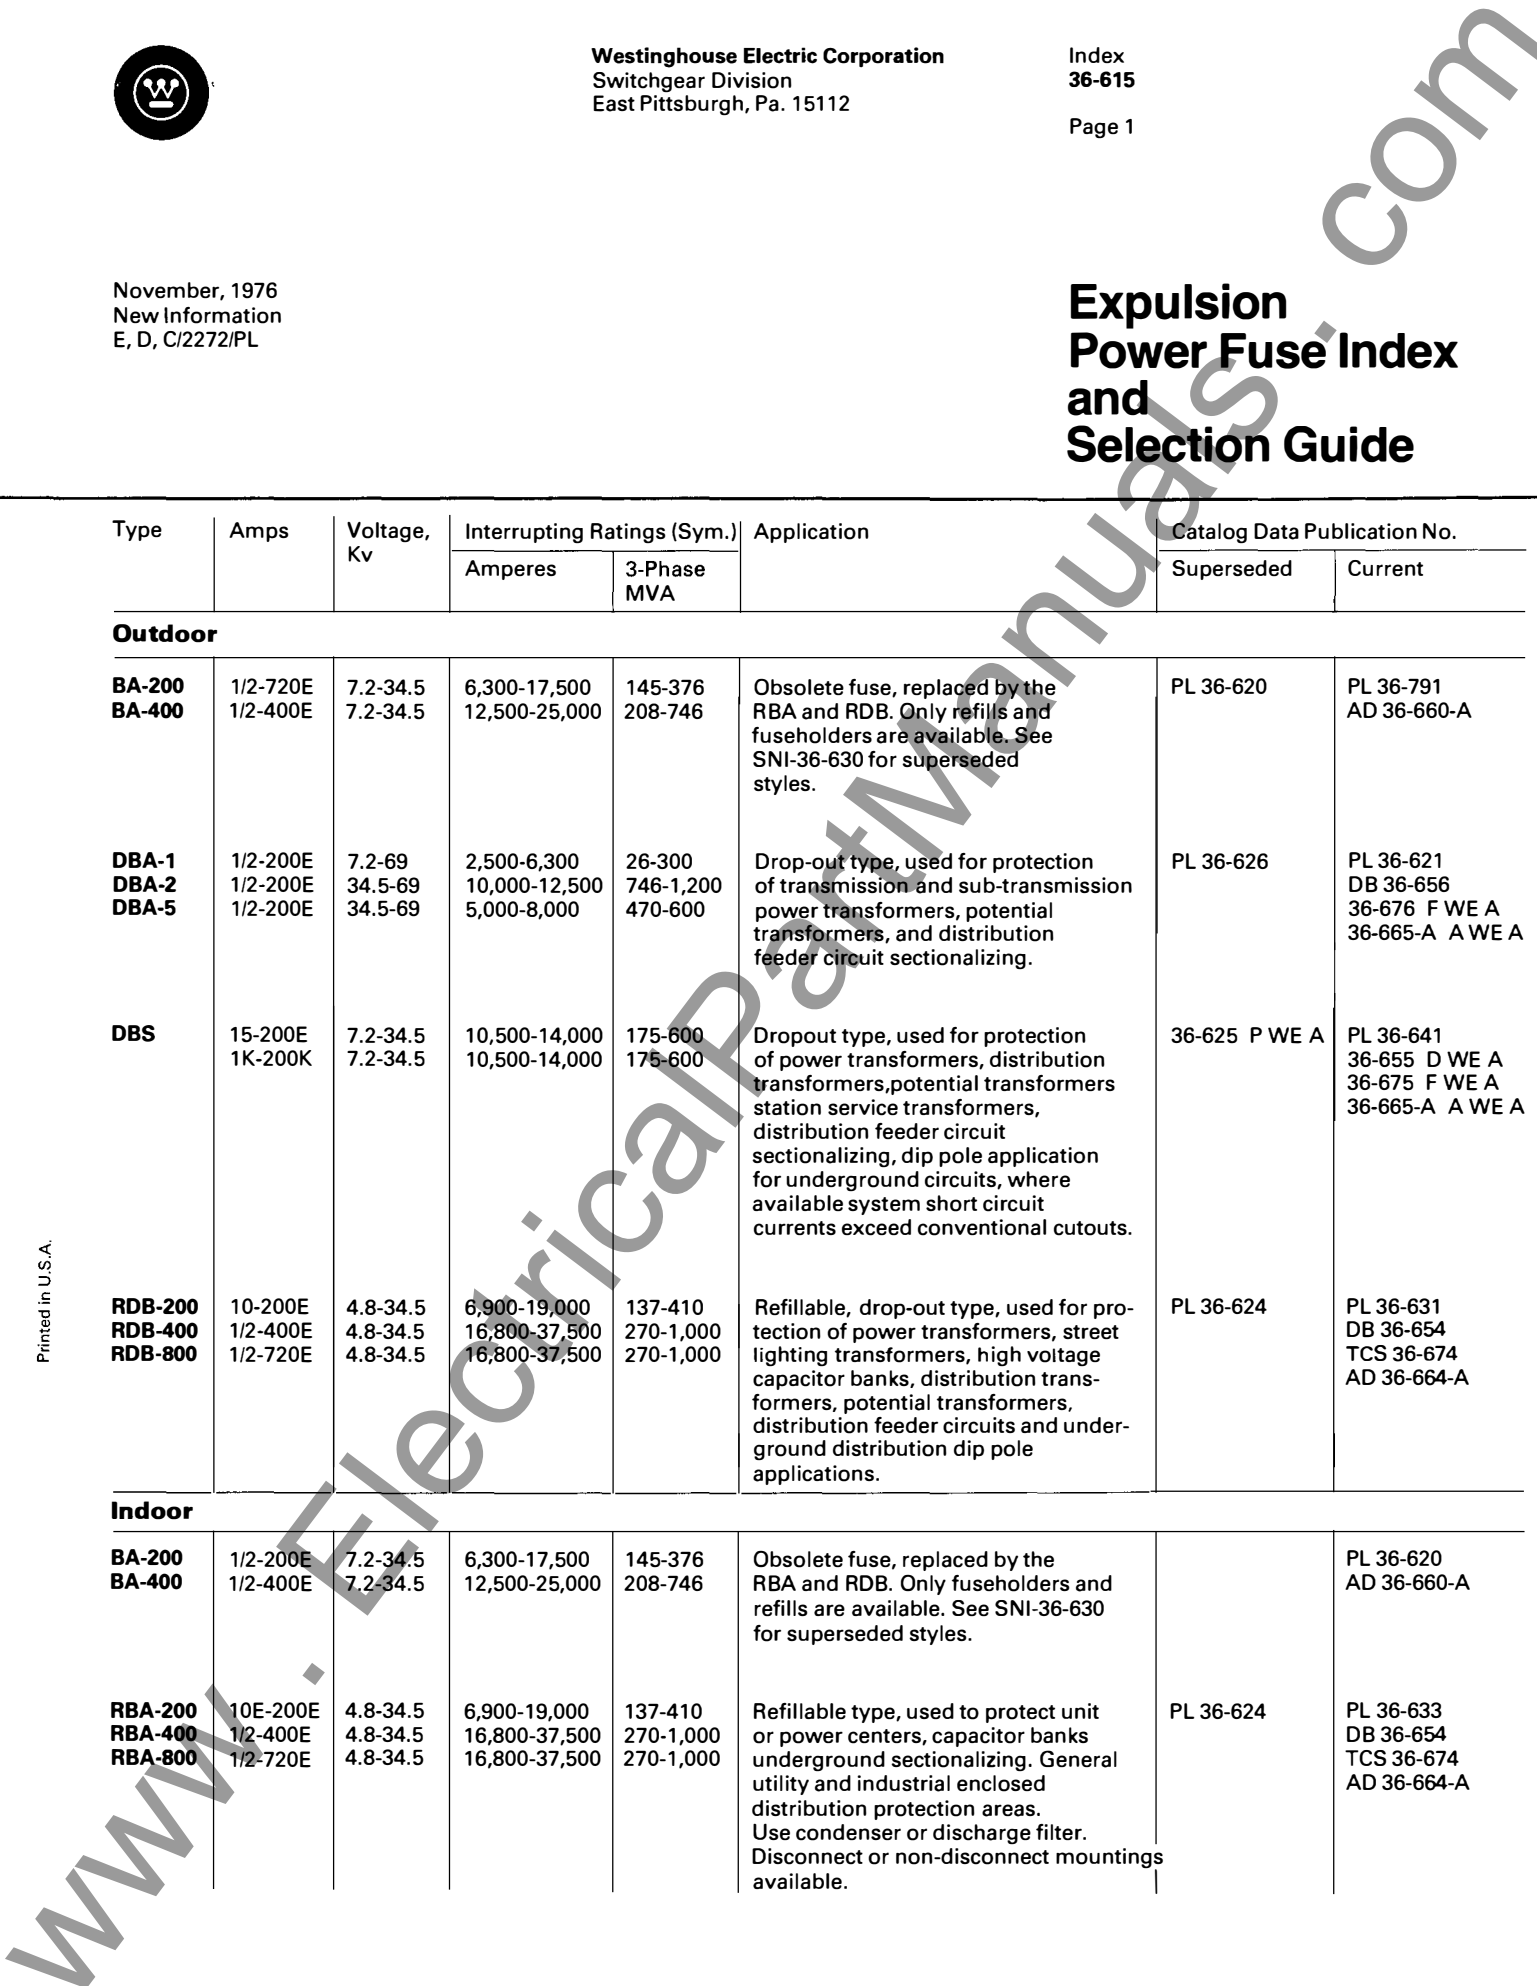 Westinghouse Electric Corporation
Switchgear Division
East Pittsburgh, Pa. 15112
Index
36-615
Page 1
November, 1976
New Information
E, D, C/2272/PL
Expulsion
Power Fuse Index
and
Selection Guide
Type Amps Voltage, Interrupting Ratings (Sym.) Application Catalog Data Publication No.
Kv Amperes 3-Phase Superseded Current
MVA
Outdoor
BA-200 1/2-720E 7.2-34.5 6,300-17,500 145-376 Obsolete fuse, replaced by the PL 36-620 PL 36-791
BA-400 1/2-400E 7.2-34.5 12,500-25,000 208-746 RBA and RDB. Only refills and AD 36-660-A
fuseholders are available. See
SNI-36-630 for superseded
styles.
DBA-1 1/2-200E 7.2-69 2,500-6,300 26-300 Drop-out type, used for protection PL 36-626 PL 36-621
DBA-2 1/2-200E 34.5-69 10,000-12,500 746-1,200 of transmission and sub-transmission DB 36-656
DBA-5 1/2-200E 34.5-69 5,000-8,000 470-600 power transformers, potential 36-676 F WE A
transformers, and distribution 36-665-A A WE A
feeder circuit sectionalizing.
DBS 15-200E 7.2-34.5 10,500-14,000 175-600 Dropout type, used for protection 36-625 P WE A PL 36-641
1K-200K 7.2-34.5 10,500-14,000 175-600 of power transformers, distribution 36-655 D WE A
transformers,potential transformers 36-675 F WE A
station service transformers, 36-665-A A WE A
distribution feeder circuit
sectionalizing, dip pole application
for underground circuits, where
available system short circuit
currents exceed conventional cutouts.
RDB-200 10-200E 4.8-34.5 6,900-19,000 137-410 Refillable, drop-out type, used for pro- PL 36-624 PL 36-631
RDB-400 1/2-400E 4.8-34.5 16,800-37,500 270-1,000 tection of power transformers, street DB 36-654
RDB-800 1/2-720E 4.8-34.5 16,800-37,500 270-1,000 lighting transformers, high voltage TCS 36-674
capacitor banks, distribution trans- AD 36-664-A
formers, potential transformers,
distribution feeder circuits and under-
ground distribution dip pole
applications.
Indoor
BA-200 1/2-200E 7.2-34.5 6,300-17,500 145-376 Obsolete fuse, replaced by the PL 36-620
BA-400 1/2-400E 7.2-34.5 12,500-25,000 208-746 RBA and RDB. Only fuseholders and AD 36-660-A
refills are available. See SNI-36-630
for superseded styles.
RBA-200 10E-200E 4.8-34.5 6,900-19,000 137-410 Refillable type, used to protect unit PL 36-624 PL 36-633
RBA-400 1/2-400E 4.8-34.5 16,800-37,500 270-1,000 or power centers, capacitor banks DB 36-654
RBA-800 1/2-720E 4.8-34.5 16,800-37,500 270-1,000 underground sectionalizing. General TCS 36-674
utility and industrial enclosed AD 36-664-A
distribution protection areas.
Use condenser or discharge filter.
Disconnect or non-disconnect mountings
available.
Printed in U.S.A.
www . ElectricalPartManuals . com